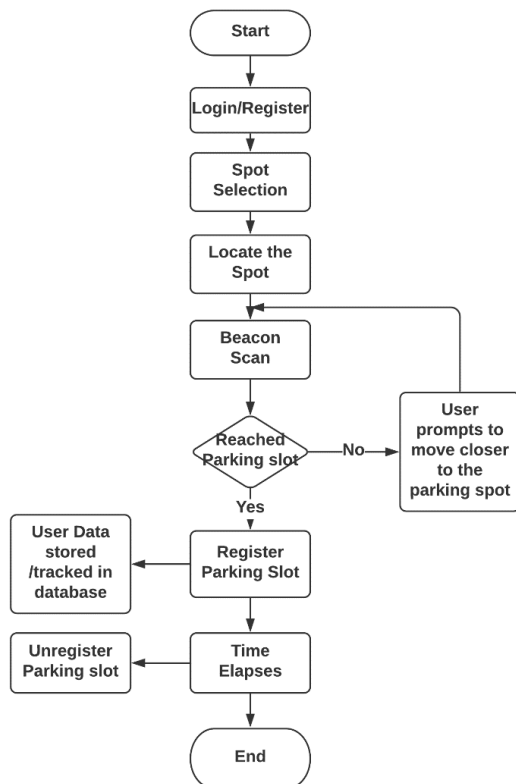 Start
Login/Register
Spot
Selection
Locate the
Spot
Beacon
Scan
Reached
Parking slot
No
User
prompts to
move closer
to the
parking spot
Yes
User Data
stored
/tracked in
database
Register
Parking Slot
Unregister
Parking slot
Time
Elapses
End